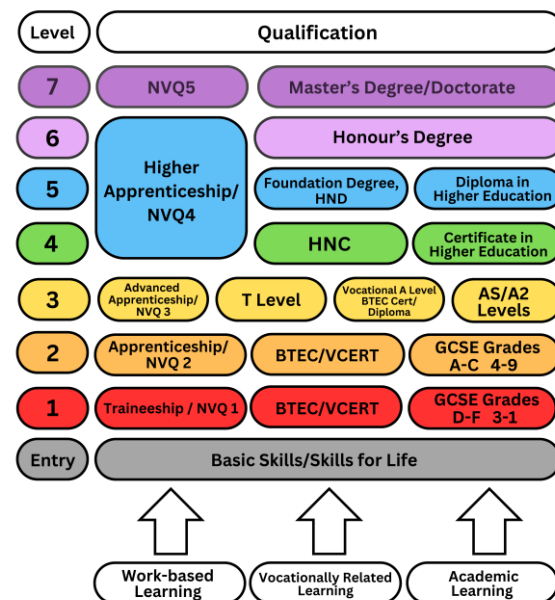 Level
Qualification
7
NVQ5
Master's Degree/Doctorate
6
Honour's Degree
Higher
Apprenticeship/
NVQ4
5
Foundation Degree,
HND
Diploma in
Higher Education
4
HNC
Certificate in
Higher Education
3
Advanced
Apprenticeship/
NVQ 3
T Level
Vocational A Level
BTEC Cert/
Diploma
AS/A2
Levels
2
Apprenticeship/
NVQ 2
BTEC/VCERT
GCSE Grades
A-C 4-9
1
Traineeship / NVQ 1
BTEC/VCERT
GCSE Grades
D-F 3-1
Entry
Basic Skills/Skills for Life
Work-based
Learning
Vocationally Related
Learning
Academic
Learning